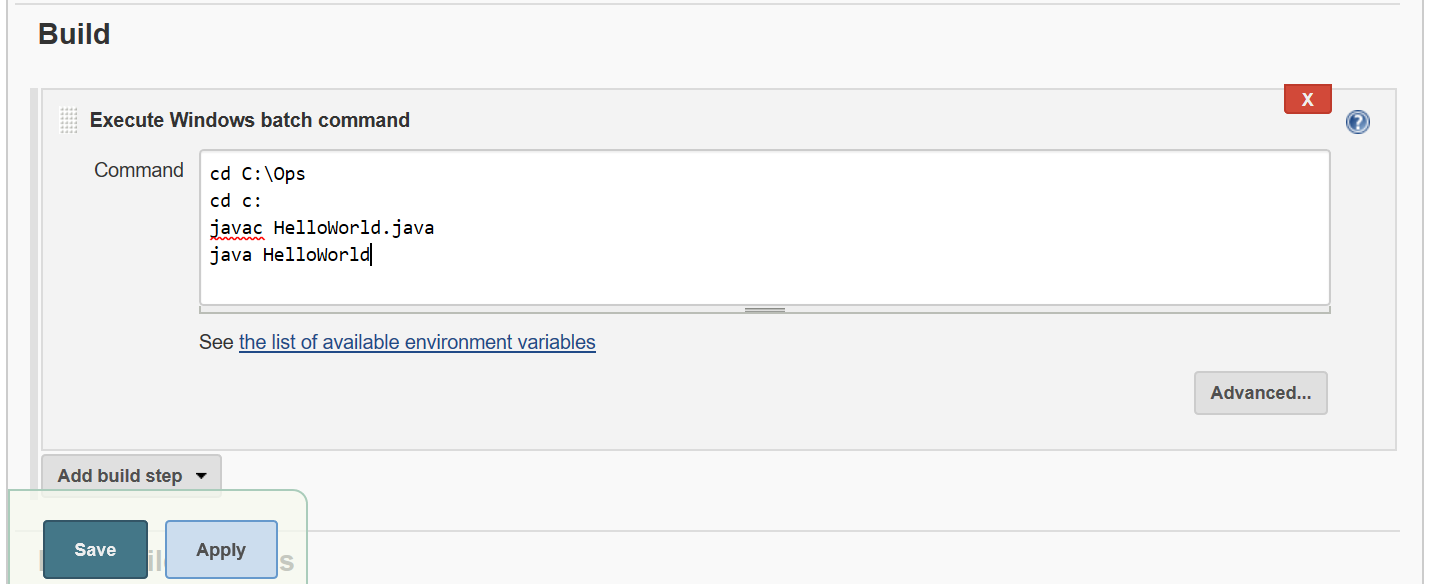 Build
X
Execute Windows batch command
?
Command
cd C:\Ops
cd c:
javac HelloWorld.java
java HelloWorld
See the list of available environment variables
Advanced...
Add build step
Save
Apply